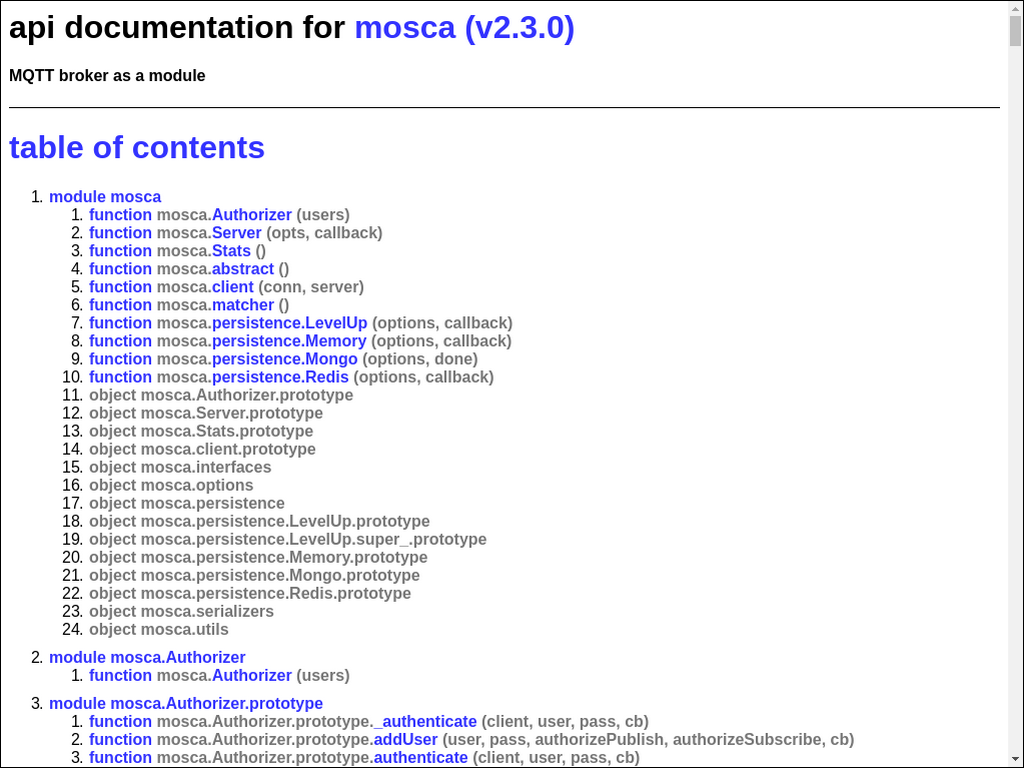 api documentation for mosca (v2.3.0)
MQTT broker as a module
table of contents
1. module mosca
1. function mosca.Authorizer (users)
2. function mosca.Server (opts, callback)
3. function mosca.Stats ()
4. function mosca.abstract ()
5. function mosca.client (conn, server)
6. function mosca.matcher ()
7. function mosca.persistence.LevelUp (options, callback)
8. function mosca.persistence.Memory (options, callback)
9. function mosca.persistence.Mongo (options, done)
10. function mosca.persistence.Redis (options, callback)
11. object mosca.Authorizer.prototype
12. object mosca.Server.prototype
13. object mosca.Stats.prototype
14. object mosca.client.prototype
15. object mosca.interfaces
16. object mosca.options
17. object mosca.persistence
18. object mosca.persistence.LevelUp.prototype
19. object mosca.persistence.LevelUp.super_.prototype
20. object mosca.persistence.Memory.prototype
21. object mosca.persistence.Mongo.prototype
22. object mosca.persistence.Redis.prototype
23. object mosca.serializers
24. object mosca.utils
2. module mosca.Authorizer
1. function mosca.Authorizer (users)
3. module mosca.Authorizer.prototype
1. function mosca.Authorizer.prototype._authenticate (client, user, pass, cb)
2. function mosca.Authorizer.prototype.addUser (user, pass, authorizePublish, authorizeSubscribe, cb)
3. function mosca.Authorizer.prototype.authenticate (client, user, pass, cb)